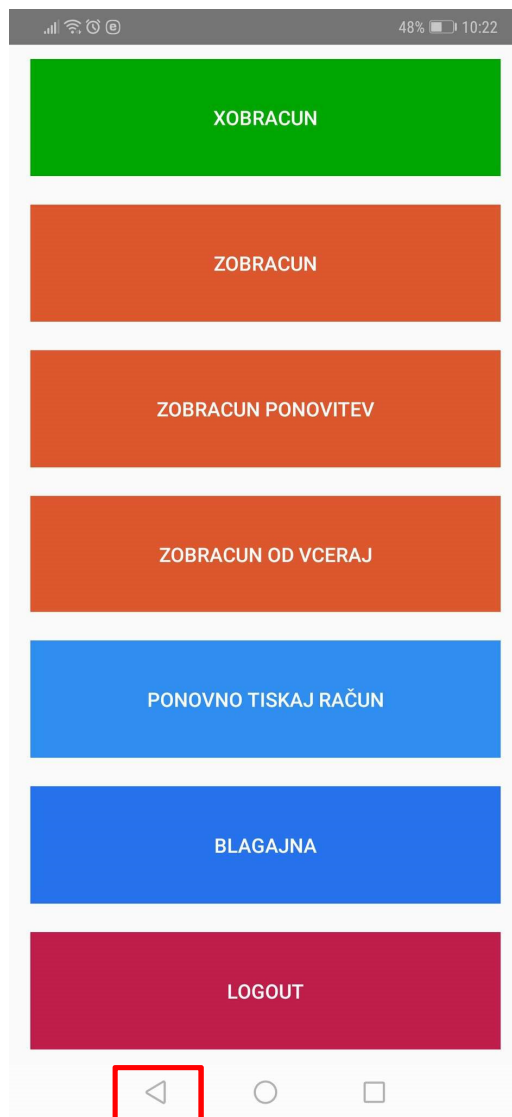 48% 10:22
XOBRACUN
ZOBRACUN
ZOBRACUN PONOVITEV
ZOBRACUN OD VCERAJ
PONOVNO TISKAJ RAČUN
BLAGAJNA
LOGOUT